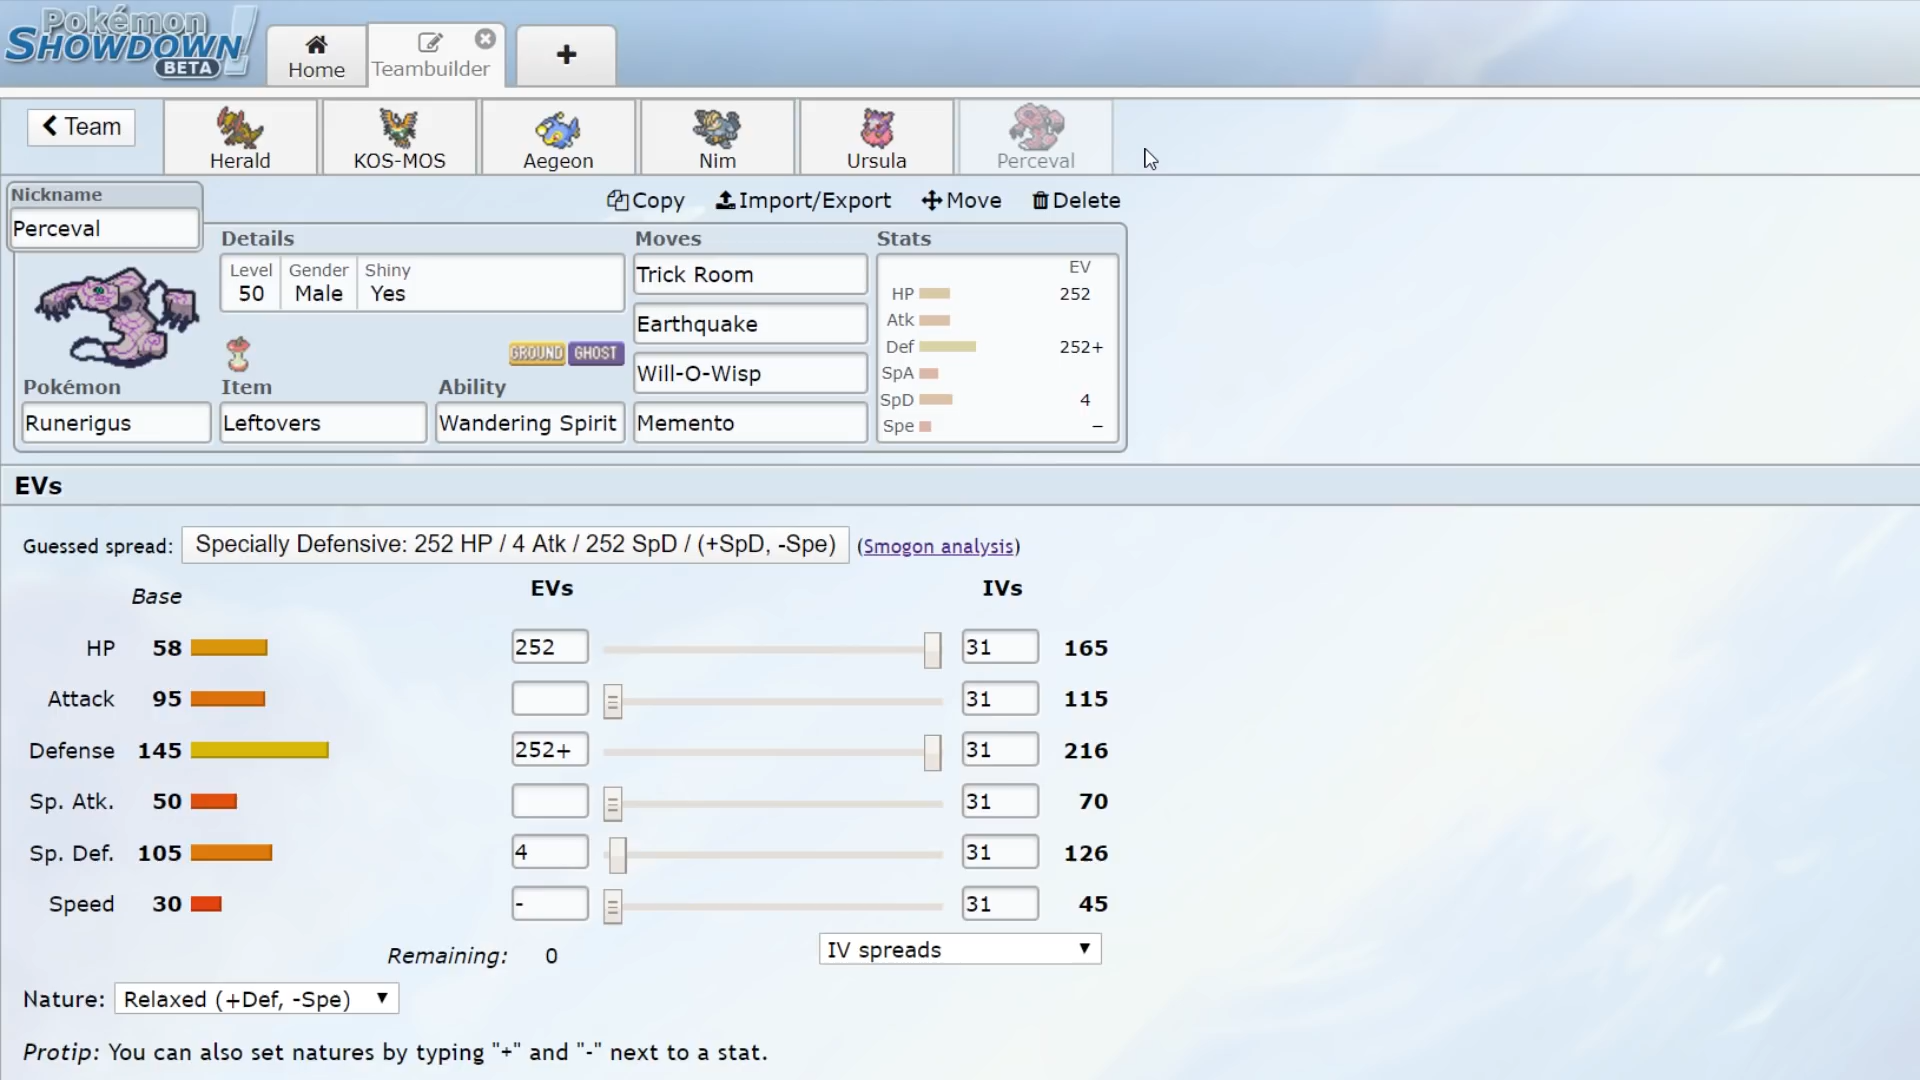 Pokémon
SHOWDOWN!
BETA
Home
Teambuilder
+
Team
Herald
KOS-MOS
Aegeon
Nim
Ursula
Perceval
Nickname
Perceval
Copy
Import/Export
Move
Delete
Details
Level
50
Gender
Male
Shiny
Yes
GROUND
GHOST
Pokémon
Runerigus
Item
Leftovers
Ability
Wandering Spirit
Moves
Trick Room
Earthquake
Will-O-Wisp
Memento
Stats
EV
HP 252
Atk
Def 252+
SpA
SpD 4
Spe –
EVs
Guessed spread: Specially Defensive: 252 HP / 4 Atk / 252 SpD / (+SpD, -Spe) (Smogon analysis)
Base EVs IVs
HP 58 252 31 165
Attack 95 31 115
Defense 145 252+ 31 216
Sp. Atk. 50 31 70
Sp. Def. 105 4 31 126
Speed 30 - 31 45
Remaining: 0
IV spreads
Nature: Relaxed (+Def, -Spe)
Protip: You can also set natures by typing "+" and "-" next to a stat.